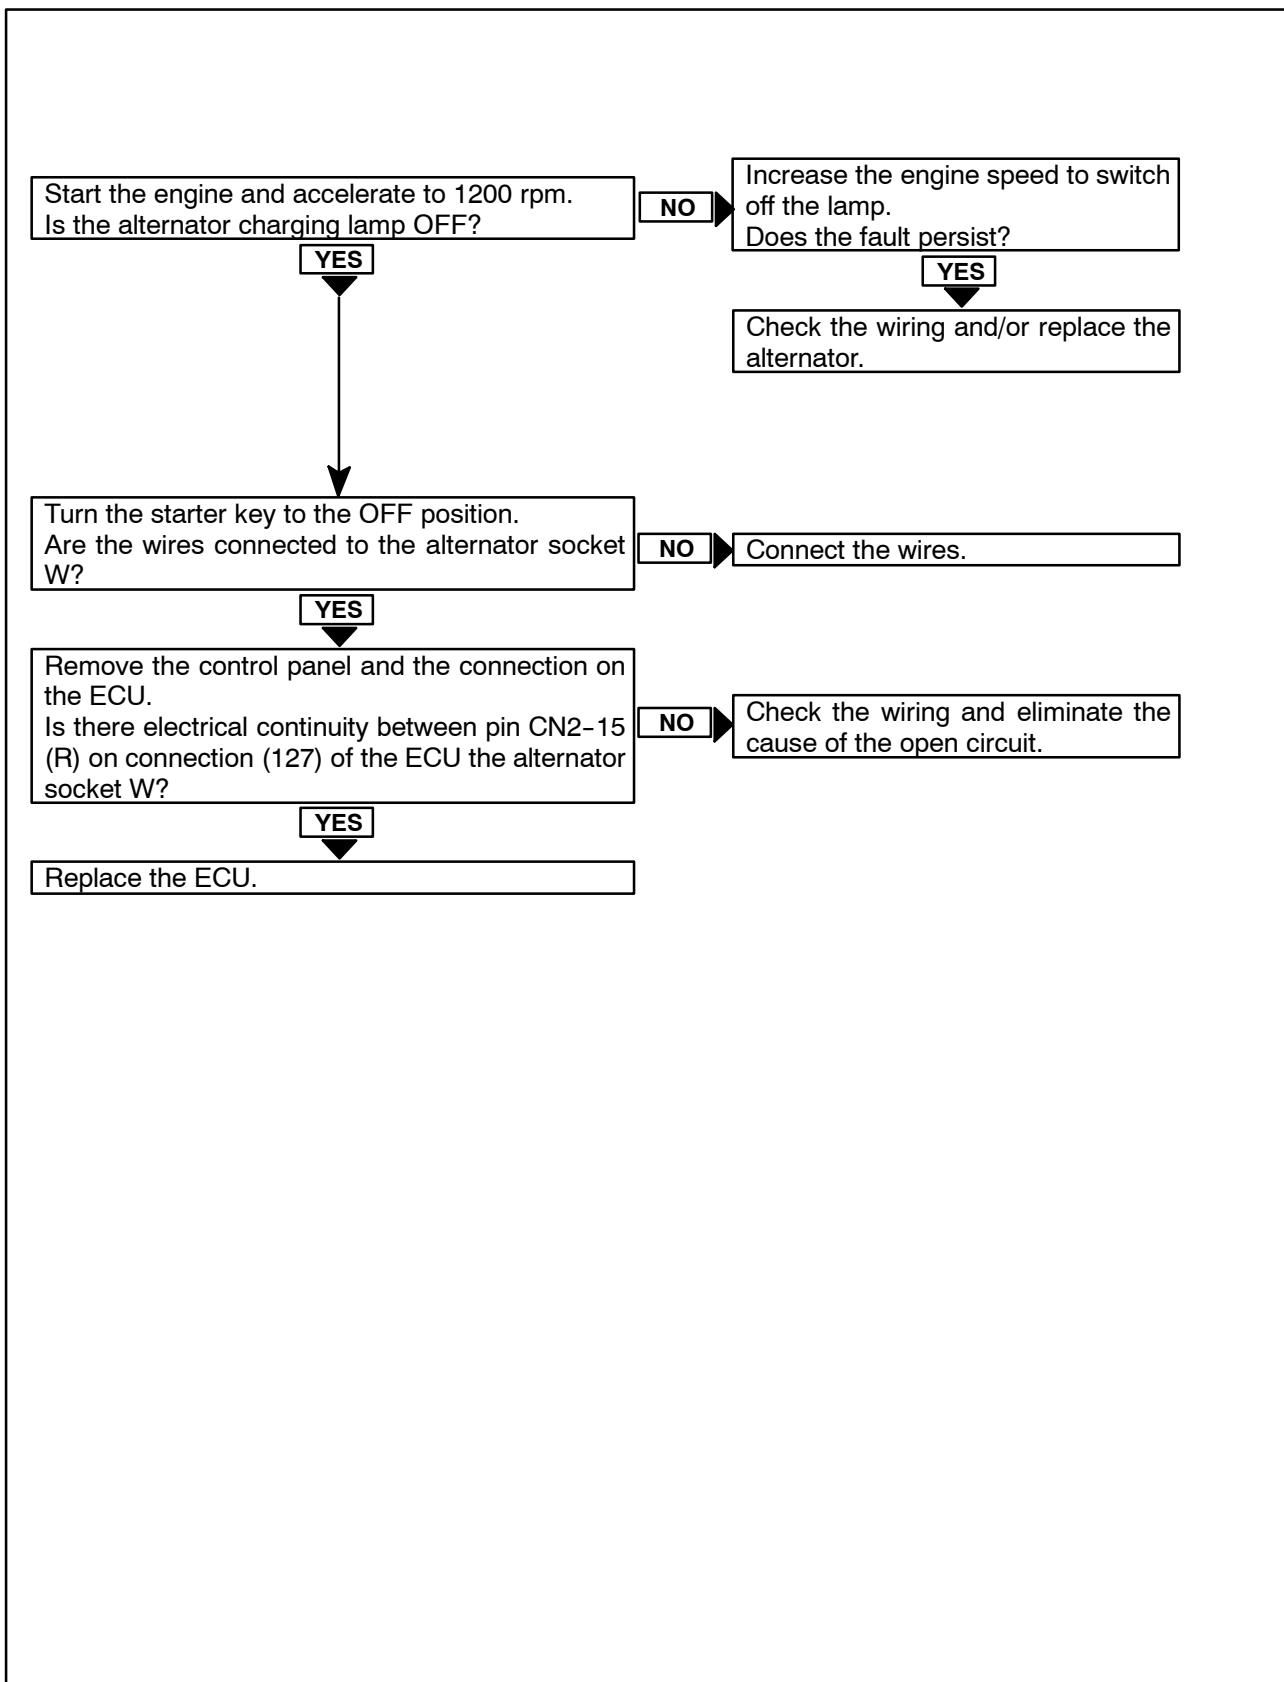 Start the engine and accelerate to 1200 rpm.
Is the alternator charging lamp OFF?
NO
Increase the engine speed to switch
off the lamp.
Does the fault persist?
YES
YES
Check the wiring and/or replace the
alternator.
Turn the starter key to the OFF position.
Are the wires connected to the alternator socket
W?
NO
Connect the wires.
YES
Remove the control panel and the connection on
the ECU.
Is there electrical continuity between pin CN2-15
(R) on connection (127) of the ECU the alternator
socket W?
NO
Check the wiring and eliminate the
cause of the open circuit.
YES
Replace the ECU.